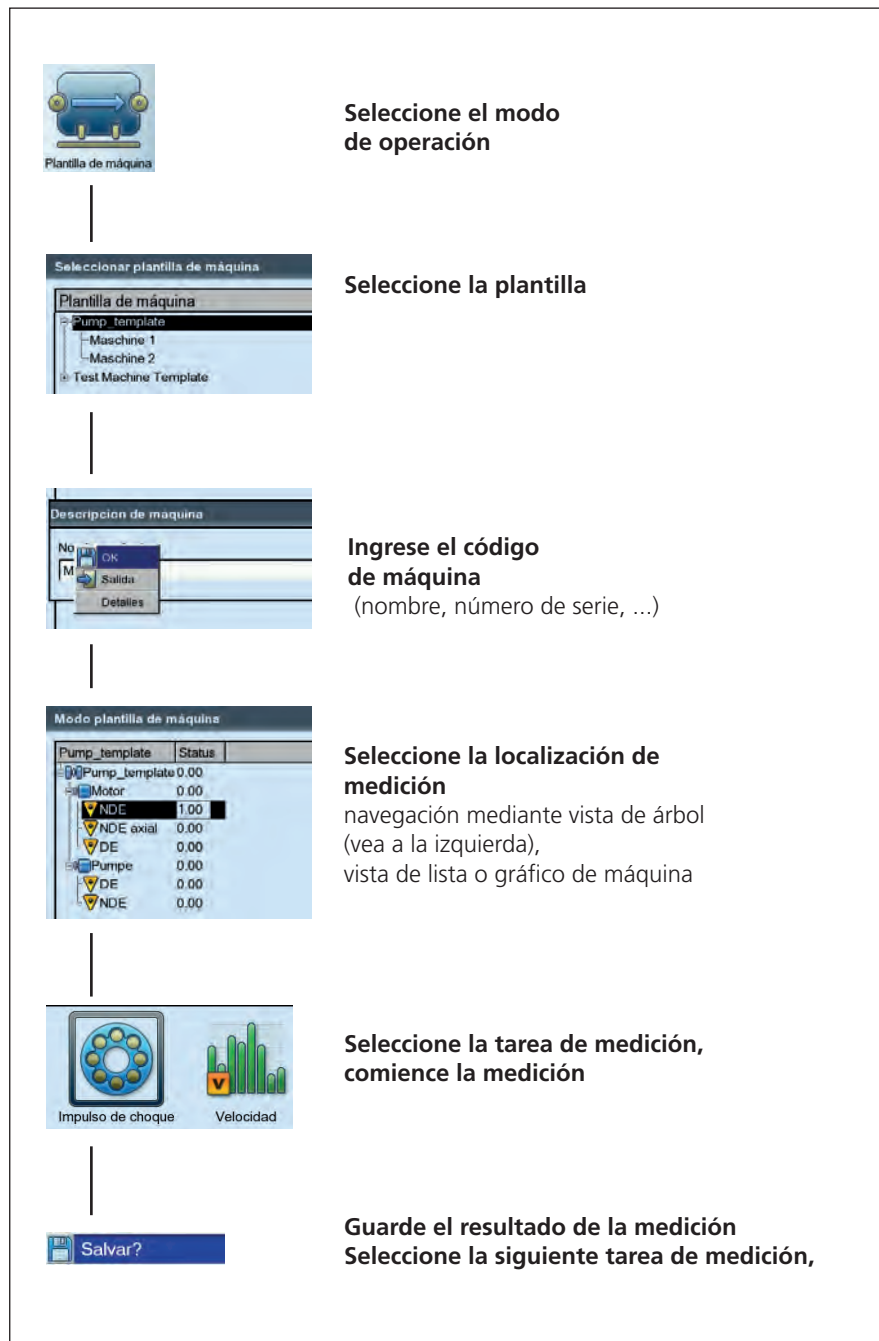 Plantilla de máquina
Seleccione el modo
de operación
Seleccionar plantilla de máquina
Plantilla de máquina
Pump_template
Maschine 1
Maschine 2
Test Machine Template
Seleccione la plantilla
Descripcion de maquina
No
M
OK
Salida
Detalles
Ingrese el código
de máquina
(nombre, número de serie, ...)
Modo plantilla de máquina
Pump_template Status
Pump_template 0.00
Motor 0.00
NDE 1.00
NDE axial 0.00
DE 0.00
Pumpe 0.00
DE 0.00
NDE 0.00
Seleccione la localización de
medición
navegación mediante vista de árbol
(vea a la izquierda),
vista de lista o gráfico de máquina
V
Impulso de choque Velocidad
Seleccione la tarea de medición,
comience la medición
Salvar?
Guarde el resultado de la medición
Seleccione la siguiente tarea de medición,